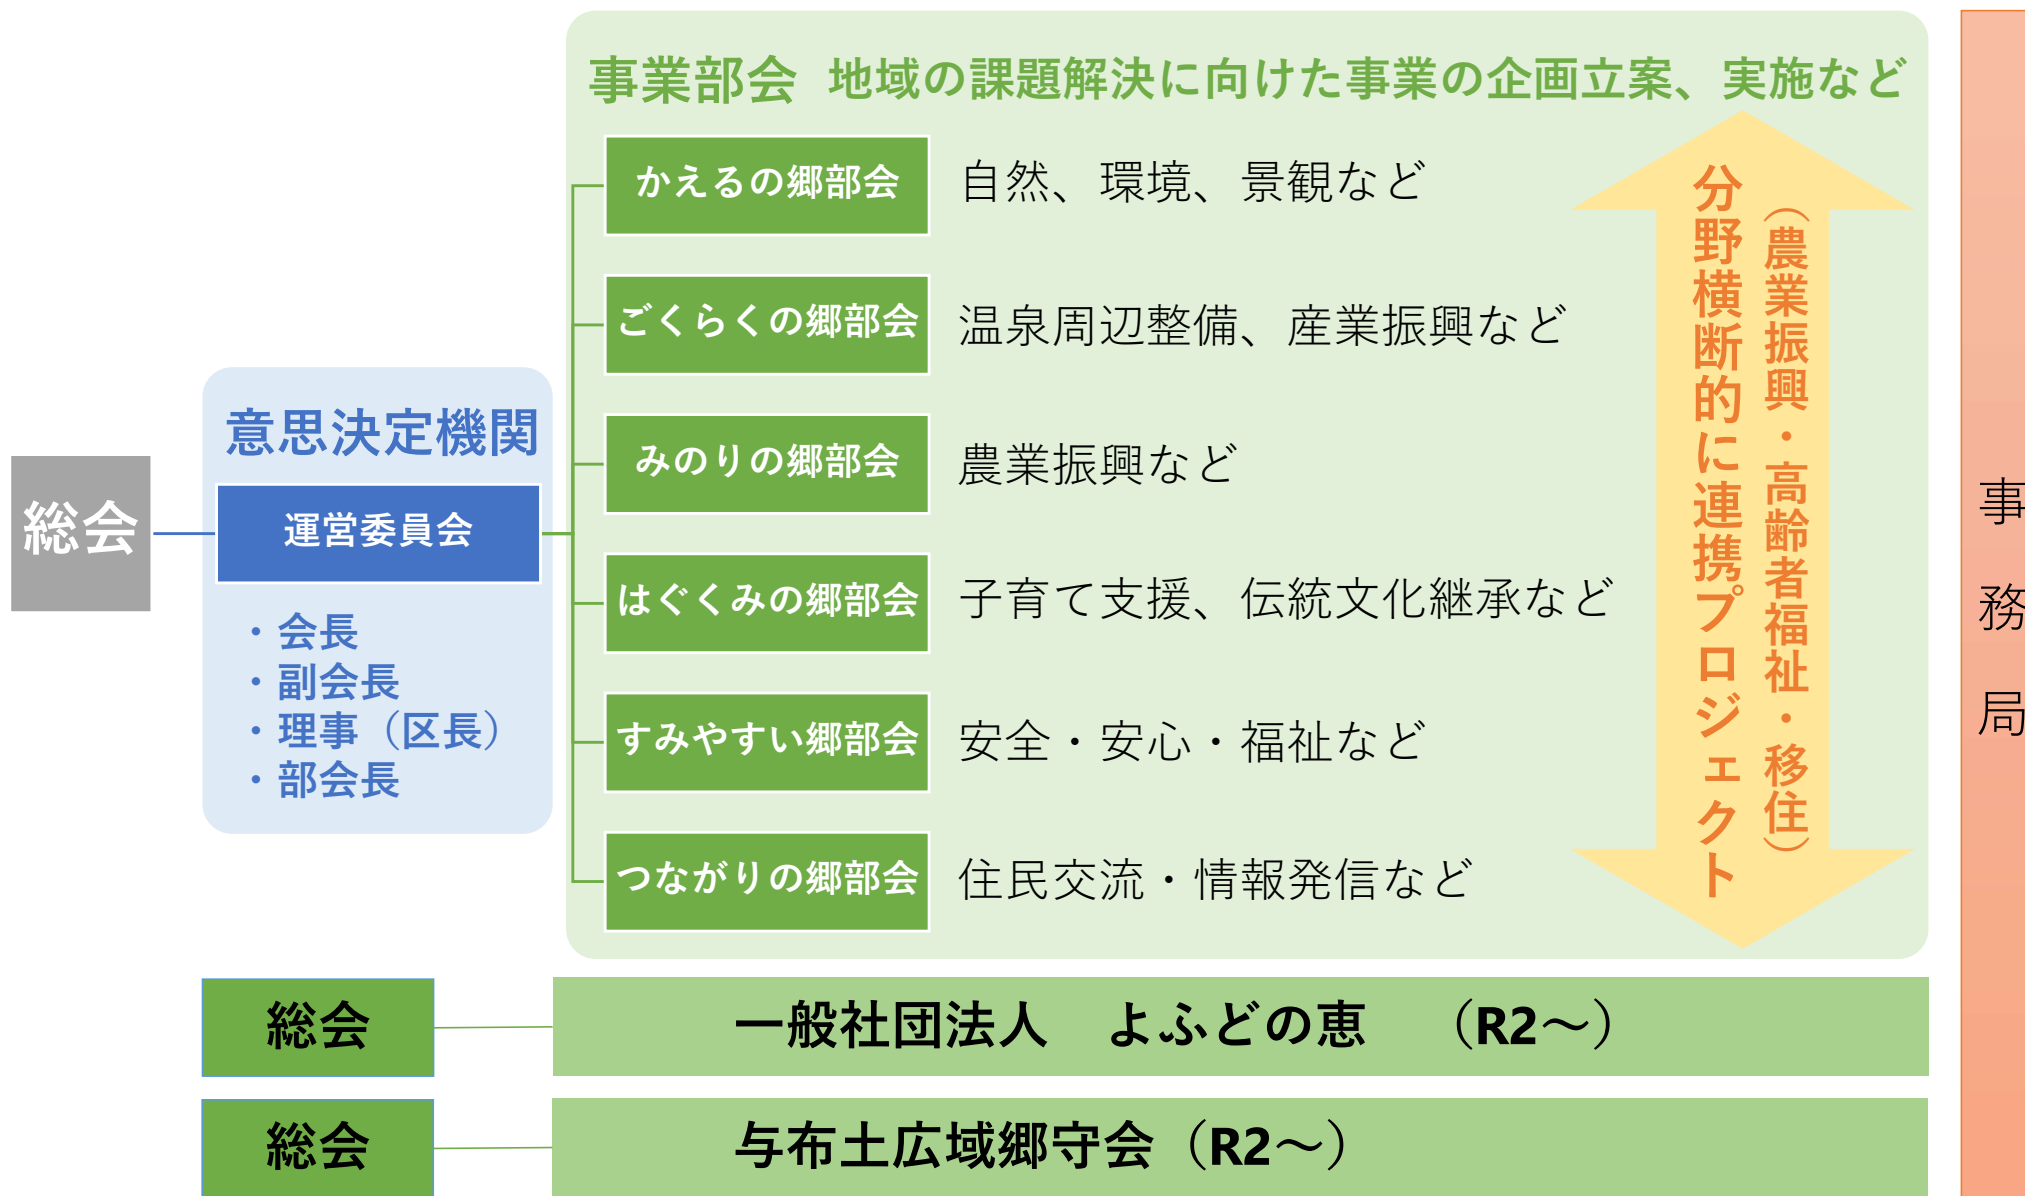 総会
意思決定機関
運営委員会
・会長
・副会長
・理事（区長）
・部会長
事業部会 地域の課題解決に向けた事業の企画立案、実施など
かえるの郷部会 自然、環境、景観など
ごくらくの郷部会 温泉周辺整備、産業振興など
みのりの郷部会 農業振興など
はぐくみの郷部会 子育て支援、伝統文化継承など
すみやすい郷部会 安全・安心・福祉など
つながりの郷部会 住民交流・情報発信など
分野横断的に連携プロジェクト
（農業振興・高齢者福祉・移住）
総会 一般社団法人　よふどの恵　（R2～）
総会 与布土広域郷守会（R2～）
事務局